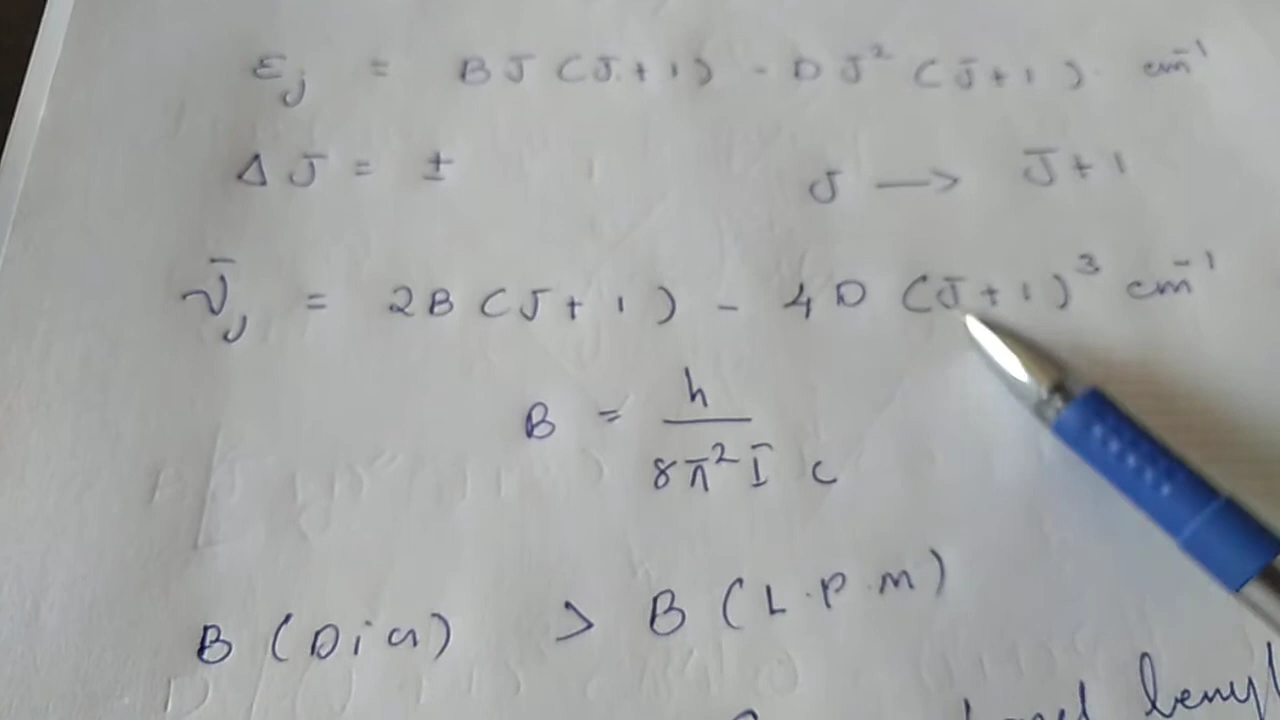 εⱼ = BJ(J+1) - DJ²(J+1) cm⁻¹
ΔJ = ± J → J+1
ν̄ⱼ = 2B(J+1) - 4D(J+1)³ cm⁻¹
B = h / 8π²Ic
B (Dia) > B (L.P.M)